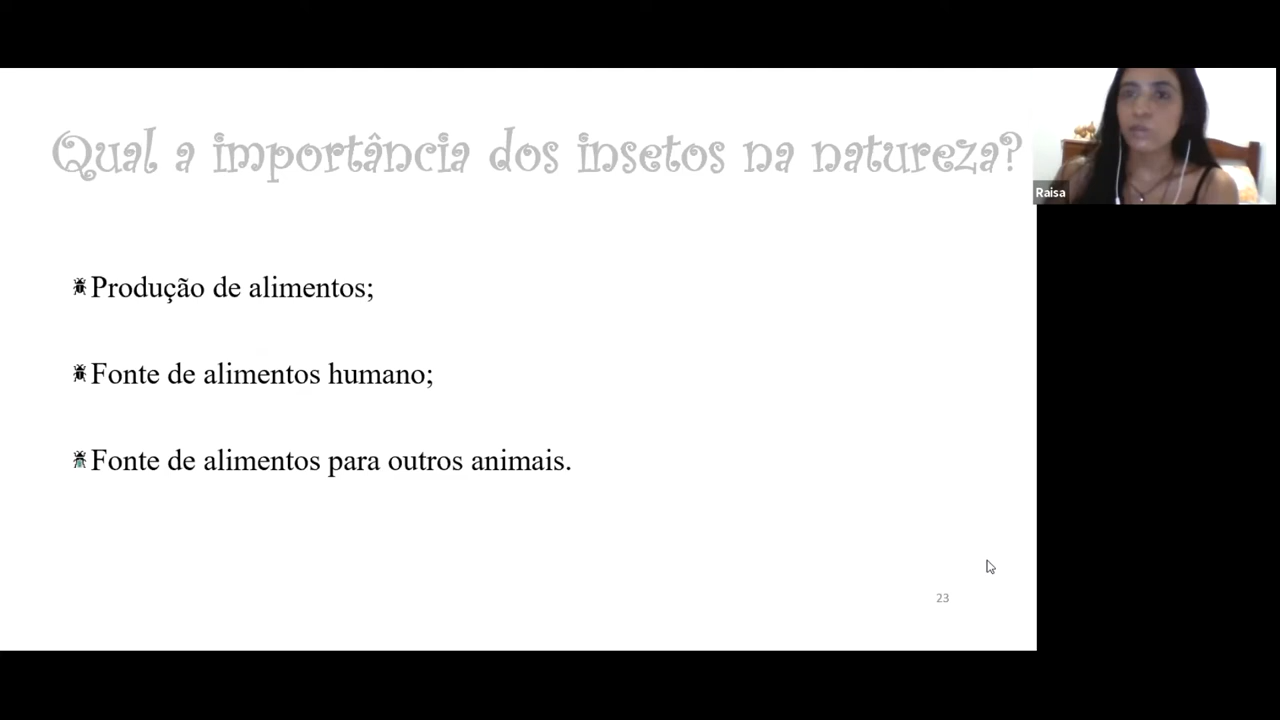 Qual a importância dos insetos na natureza?
Raisa
Produção de alimentos;
Fonte de alimentos humano;
Fonte de alimentos para outros animais.
23